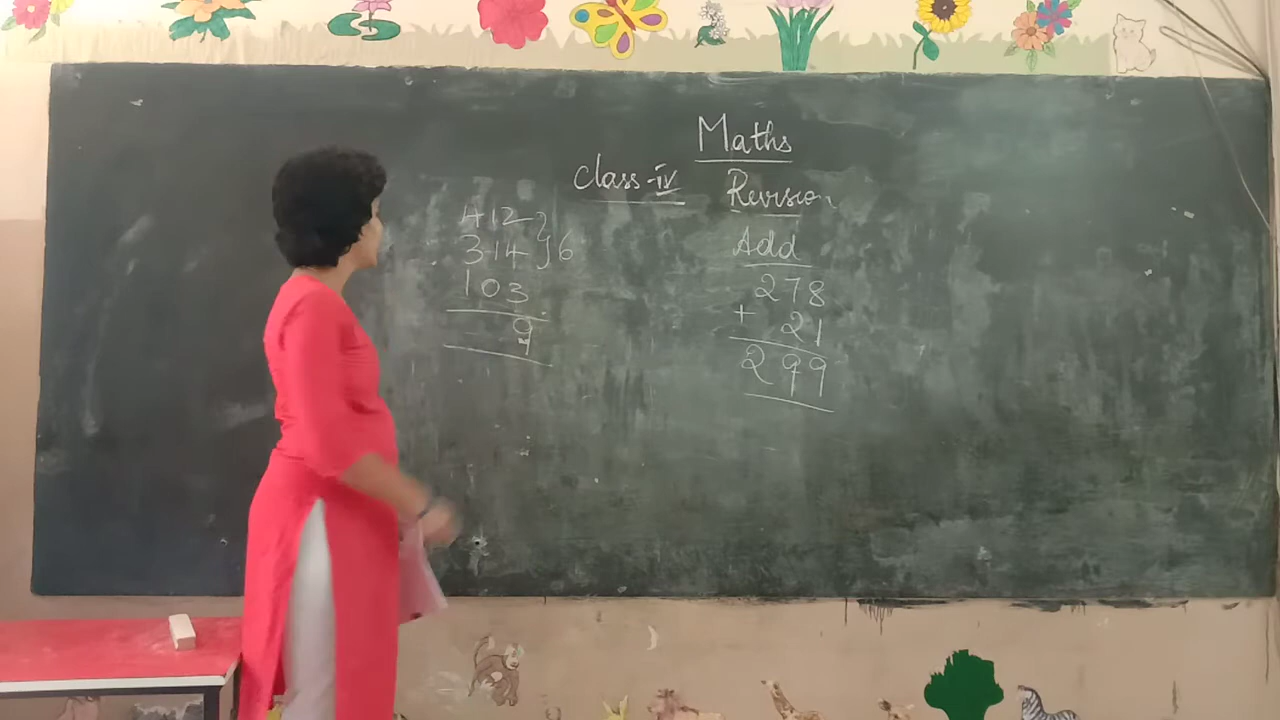 Maths
Class-IV Revision
412
314 } 6
103
9
Add
278
+ 21
299